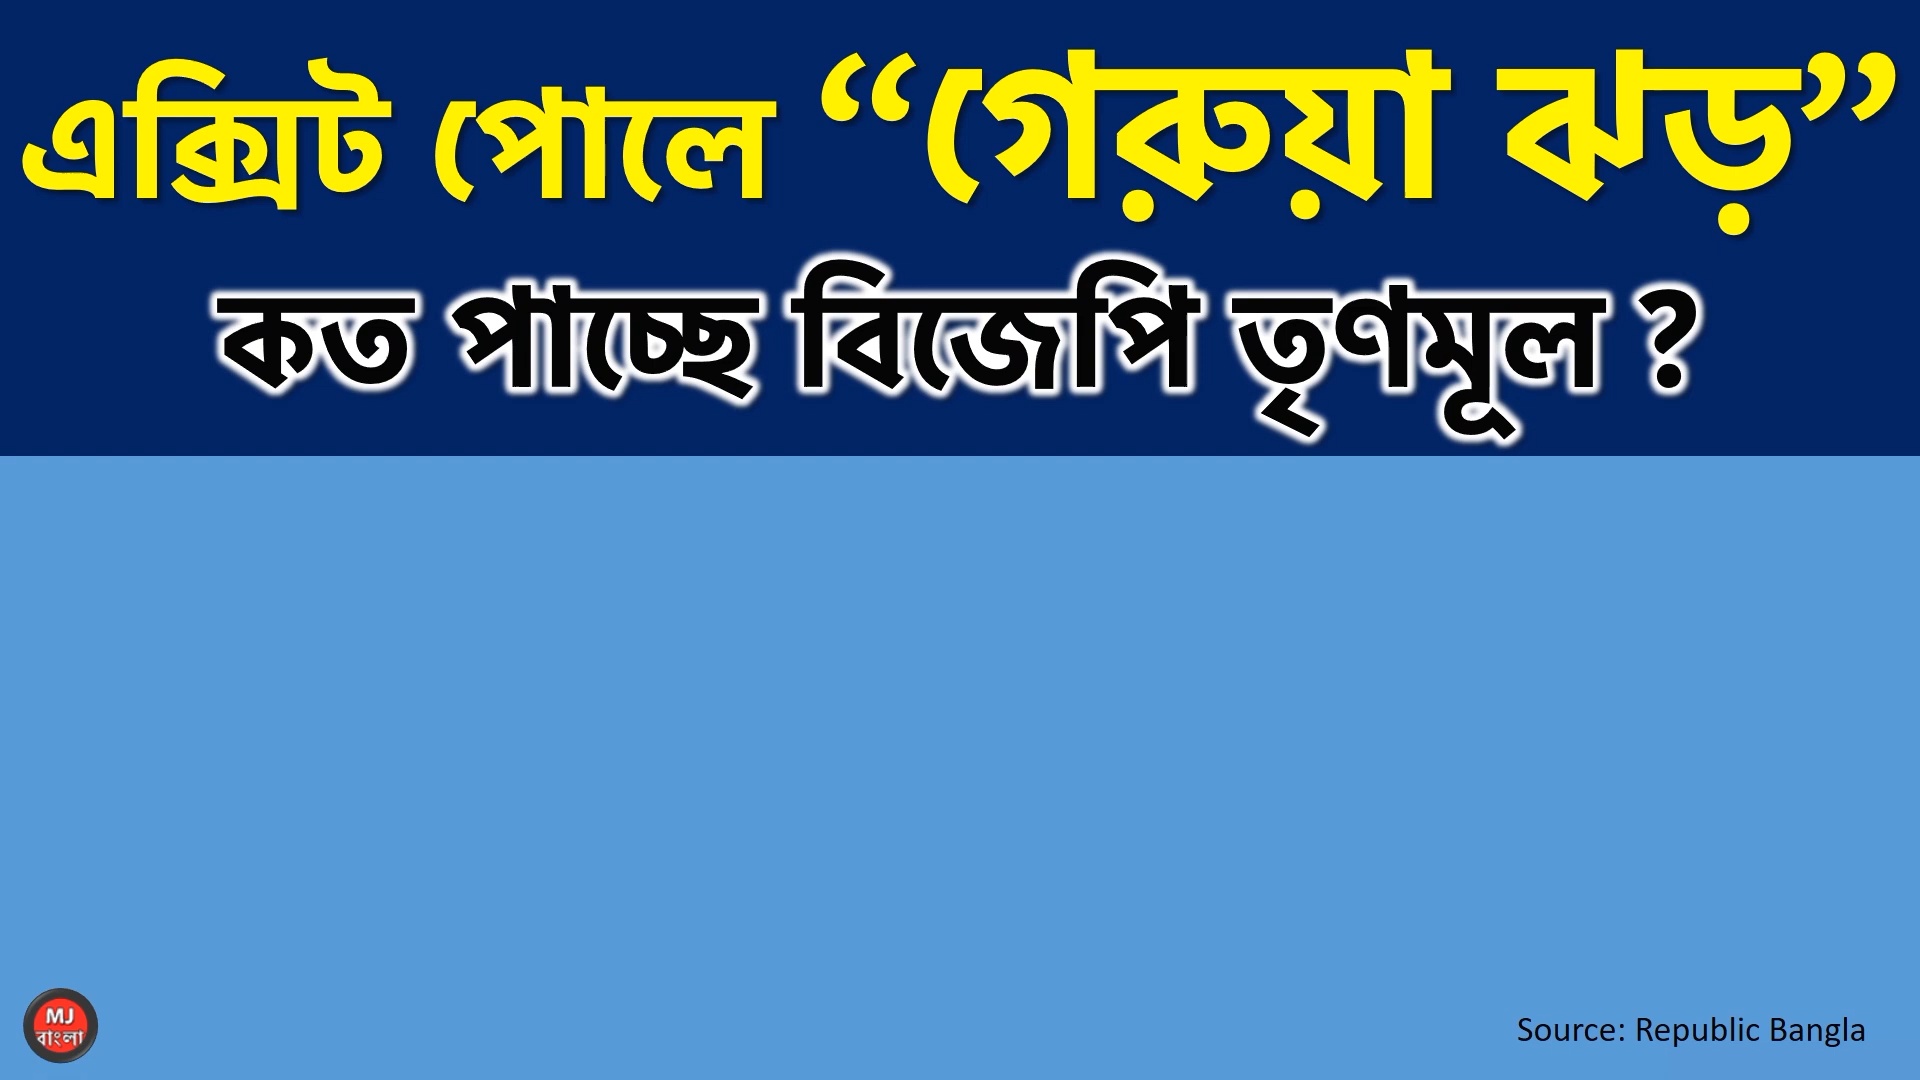 এক্সিট পোলে “গেরুয়া ঝড়”
কত পাচ্ছে বিজেপি তৃণমূল ?
MJ
বাংলা
Source: Republic Bangla